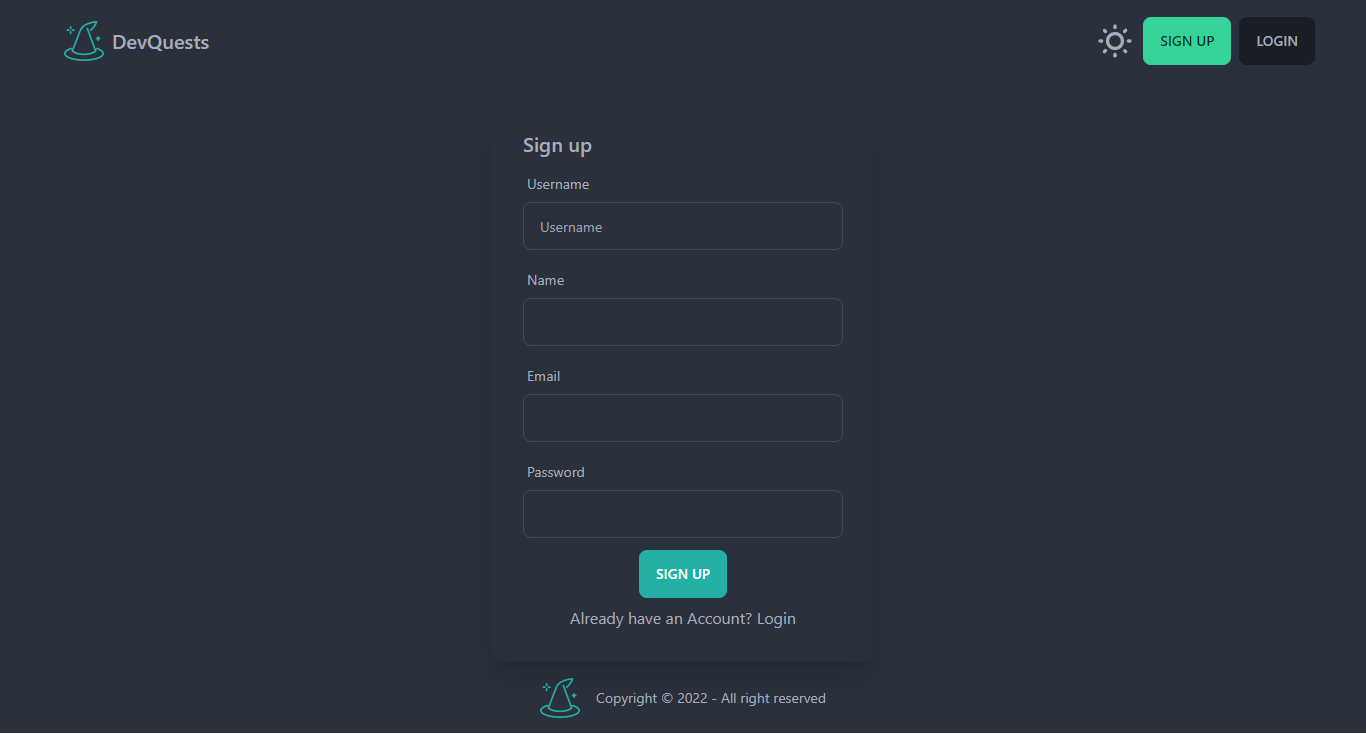 DevQuests
SIGN UP
LOGIN
Sign up
Username
Username
Name
Email
Password
SIGN UP
Already have an Account? Login
Copyright © 2022 - All right reserved